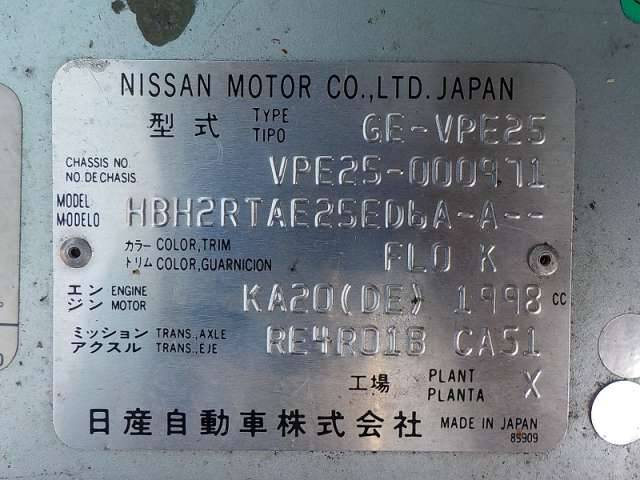 NISSAN MOTOR CO.,LTD. JAPAN
型式 TYPE TIPO GE-VPE25
CHASSIS NO. NO. DE CHASIS VPE25-000971
MODEL MODELO HBH2RTAE25ED6A-A--
カラー COLOR,TRIM
トリム COLOR,GUARNICION FL0 K
エンジン ENGINE MOTOR KA20(DE) 1998 CC
ミッション TRANS.,AXLE
アクスル TRANS.,EJE RE4R01B CA51
工場 PLANT PLANTA X
日産自動車株式会社 MADE IN JAPAN
85909